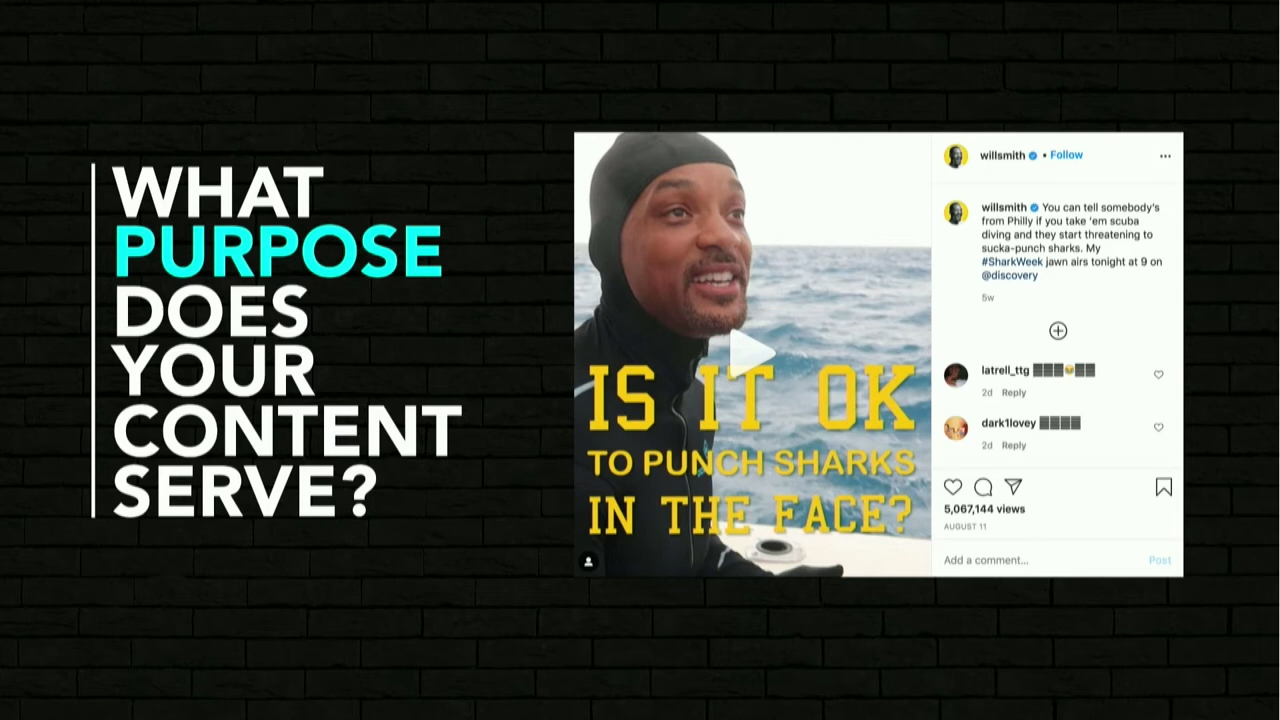 WHAT
PURPOSE
DOES
YOUR
CONTENT
SERVE?
IS IT OK
TO PUNCH SHARKS
IN THE FACE?
willsmith • Follow
willsmith You can tell somebody's
from Philly if you take 'em scuba
diving and they start threatening to
sucka-punch sharks. My
#SharkWeek jawn airs tonight at 9 on
@discovery
5w
latrell_ttg
2d Reply
dark1lovey
2d Reply
5,067,144 views
AUGUST 11
Add a comment... Post